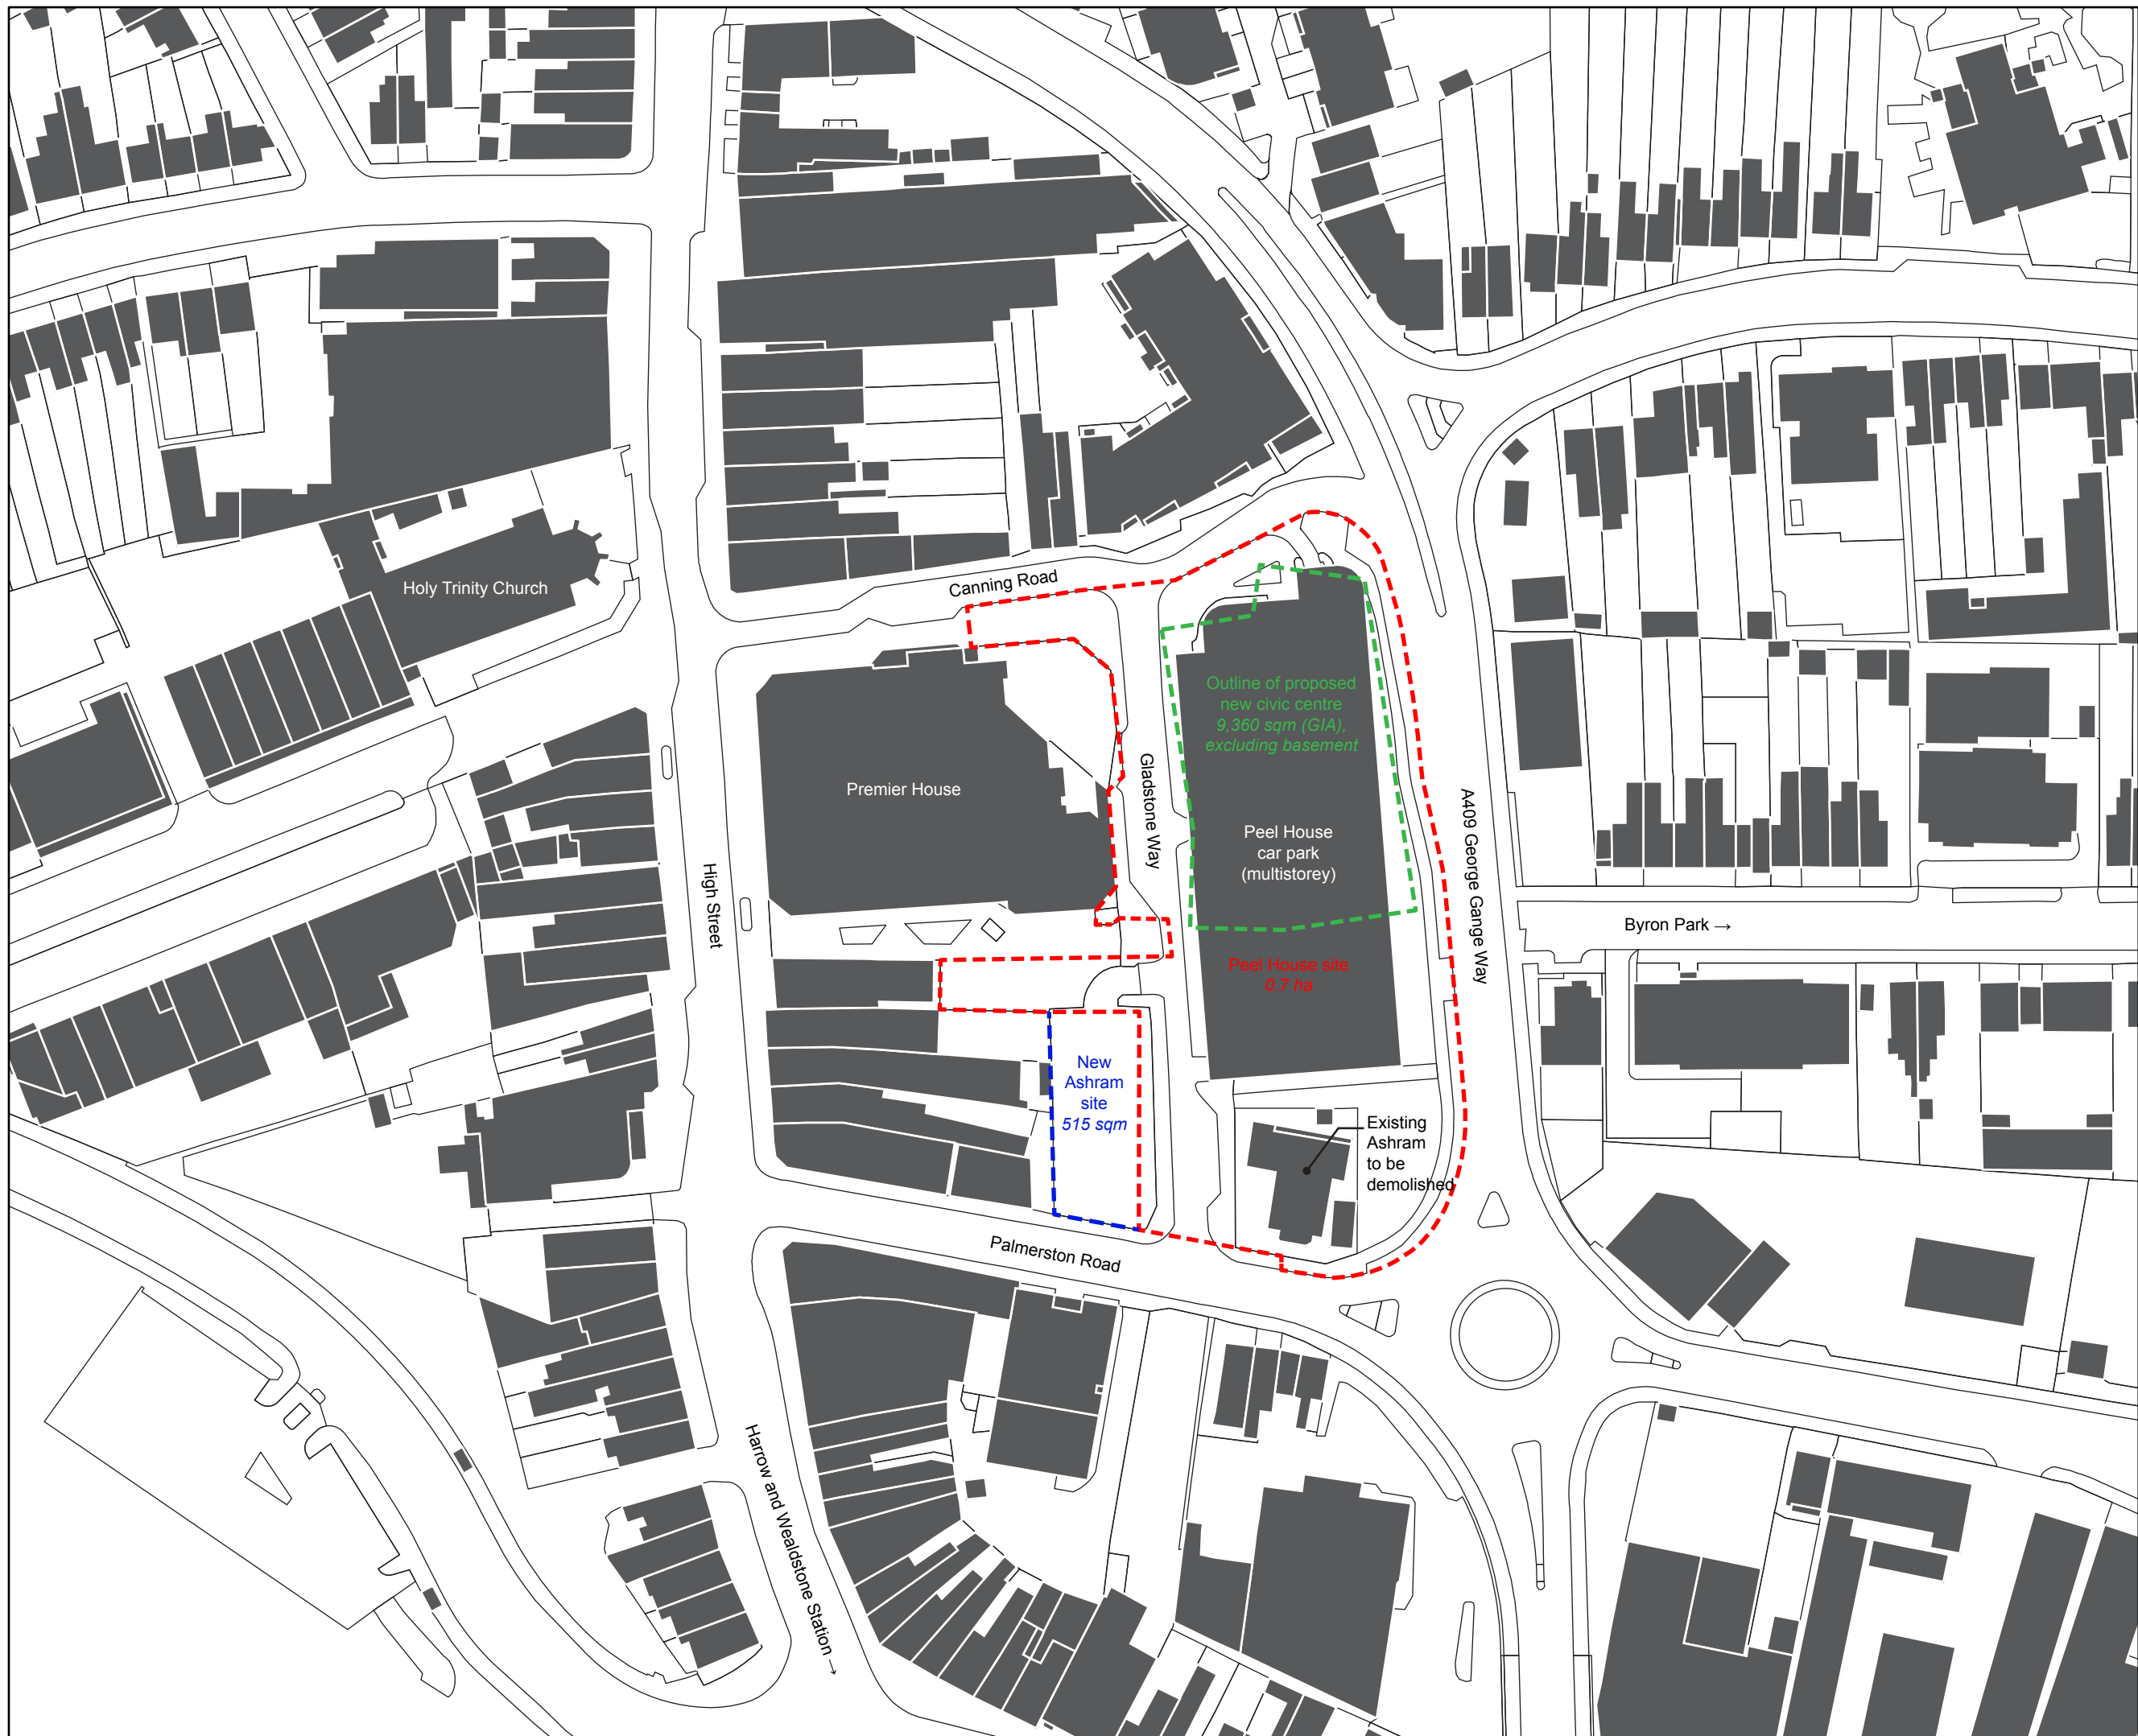 Canning Road
Holy Trinity Church
Outline of proposed
new civic centre
9,360 sqm (GIA),
excluding basement
Premier House
Gladstone Way
Peel House
car park
(multistorey)
A409 George Gange Way
High Street
Byron Park →
Peel House site
0.7 ha
New
Ashram
site
515 sqm
Existing
Ashram
to be
demolished
Palmerston Road
Harrow and Wealdstone Station →